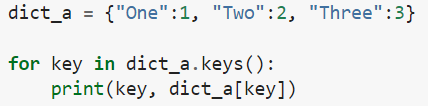 dict_a = {"One":1, "Two":2, "Three":3}
for key in dict_a.keys():
    print(key, dict_a[key])